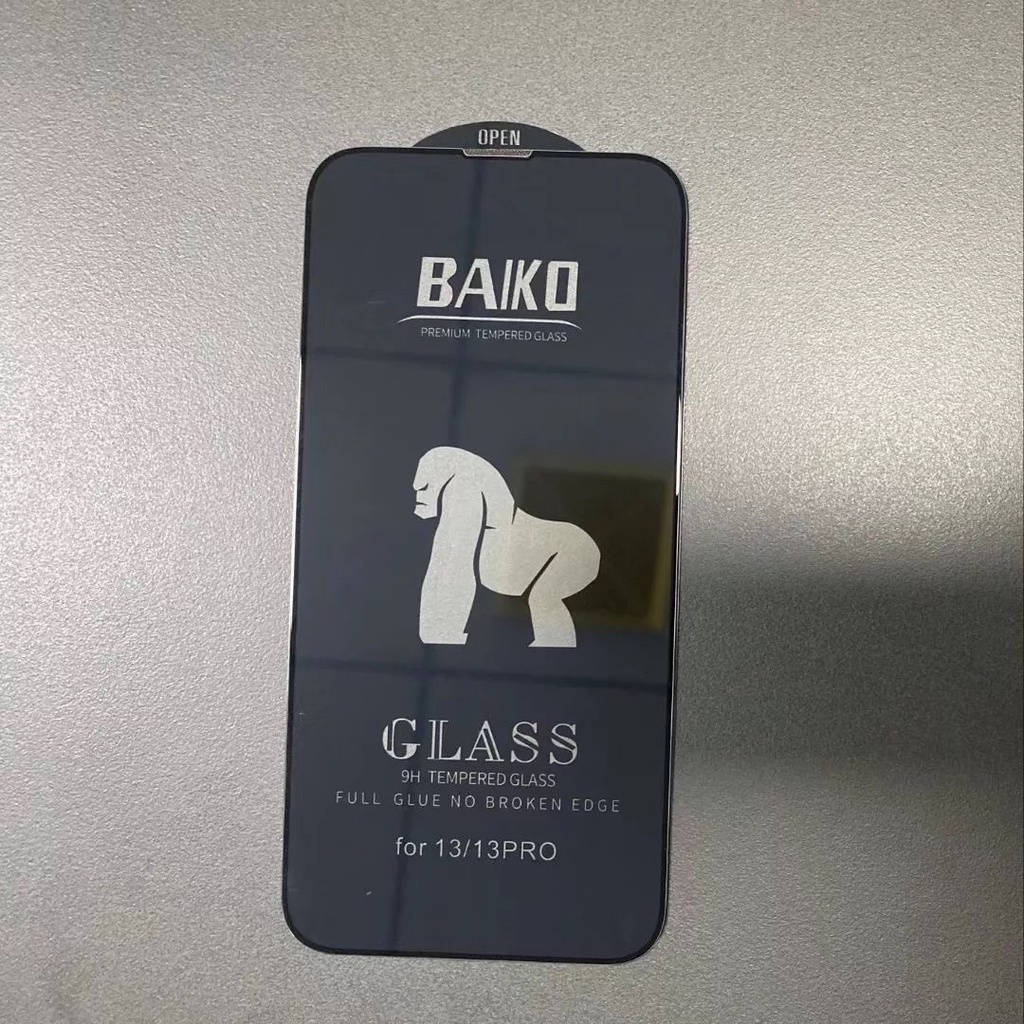 OPEN
BAIKO
PREMIUM TEMPERED GLASS
GLASS
9H TEMPERED GLASS
FULL GLUE NO BROKEN EDGE
for 13/13PRO